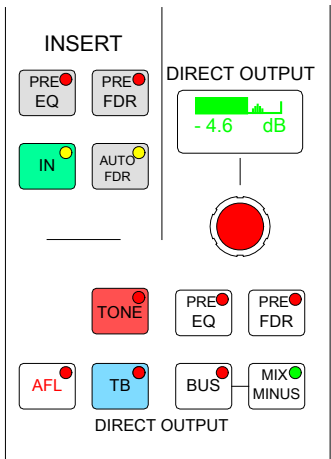 INSERT
PRE EQ
PRE FDR
DIRECT OUTPUT
- 4.6 dB
IN
AUTO FDR
TONE
PRE EQ
PRE FDR
AFL
TB
BUS
MIX MINUS
DIRECT OUTPUT